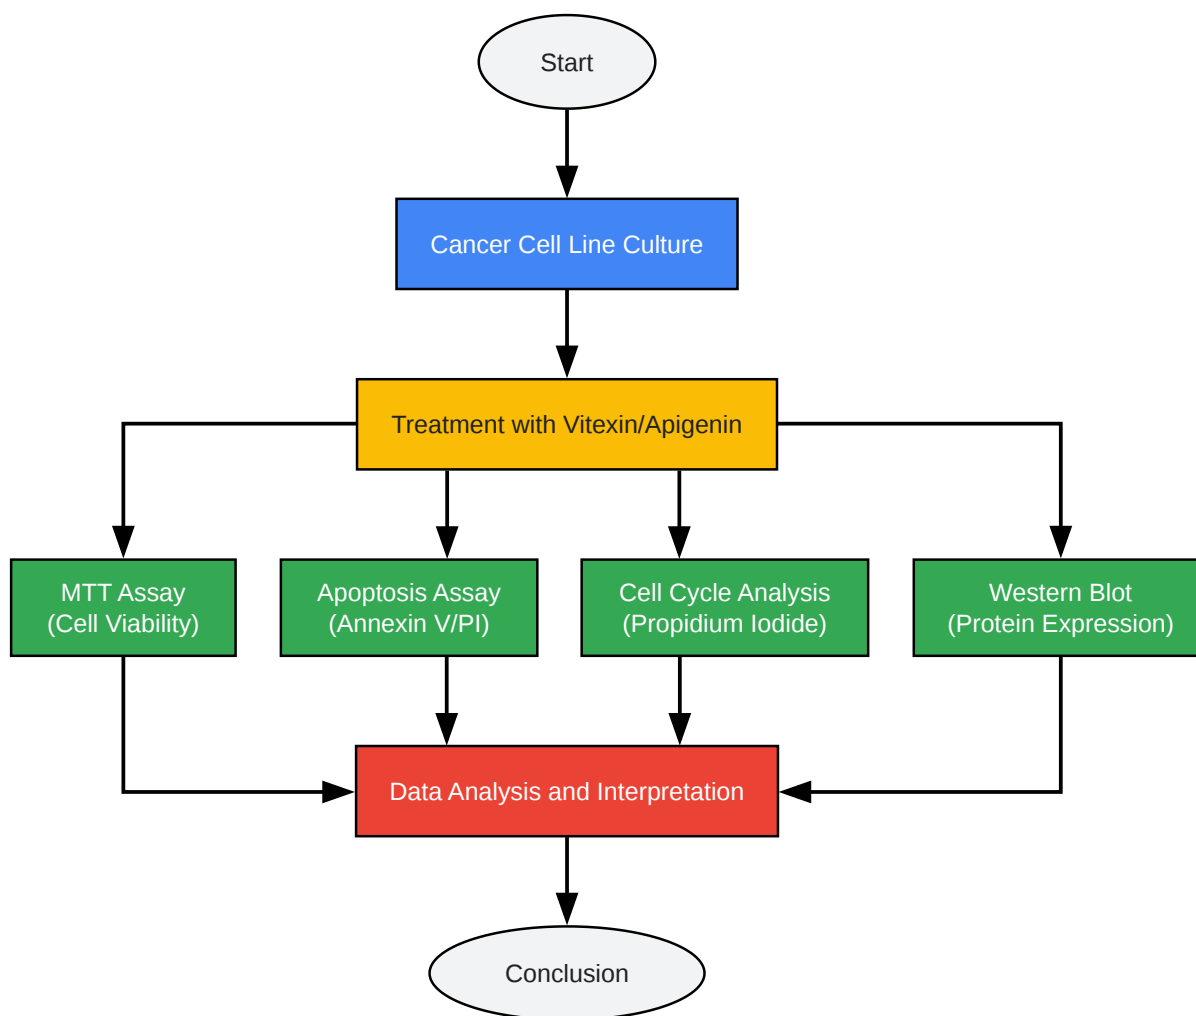 Start
Cancer Cell Line Culture
Treatment with Vitexin/Apigenin
MTT Assay
(Cell Viability)
Apoptosis Assay
(Annexin V/PI)
Cell Cycle Analysis
(Propidium Iodide)
Western Blot
(Protein Expression)
Data Analysis and Interpretation
Conclusion